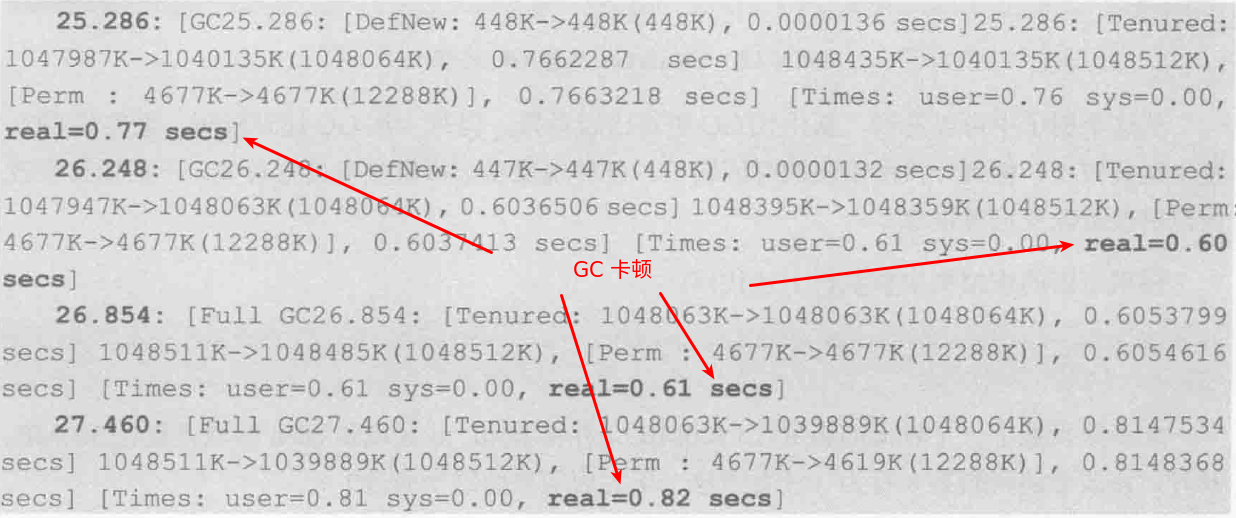 25.286: [GC25.286: [DefNew: 448K->448K(448K), 0.0000136 secs]25.286: [Tenured:
1047987K->1040135K(1048064K), 0.7662287 secs] 1048435K->1040135K(1048512K),
[Perm : 4677K->4677K(12288K)], 0.7663218 secs] [Times: user=0.76 sys=0.00,
real=0.77 secs]
26.248: [GC26.248: [DefNew: 447K->447K(448K), 0.0000132 secs]26.248: [Tenured:
1047947K->1048063K(1048064K), 0.6036506 secs] 1048395K->1048359K(1048512K), [Perm:
4677K->4677K(12288K)], 0.6037413 secs] [Times: user=0.61 sys=0.00, real=0.60
secs]
GC 卡顿
26.854: [Full GC26.854: [Tenured: 1048063K->1048063K(1048064K), 0.6053799
secs] 1048511K->1048485K(1048512K), [Perm : 4677K->4677K(12288K)], 0.6054616
secs] [Times: user=0.61 sys=0.00, real=0.61 secs]
27.460: [Full GC27.460: [Tenured: 1048063K->1039889K(1048064K), 0.8147534
secs] 1048511K->1039889K(1048512K), [Perm : 4677K->4619K(12288K)], 0.8148368
secs] [Times: user=0.81 sys=0.00, real=0.82 secs]